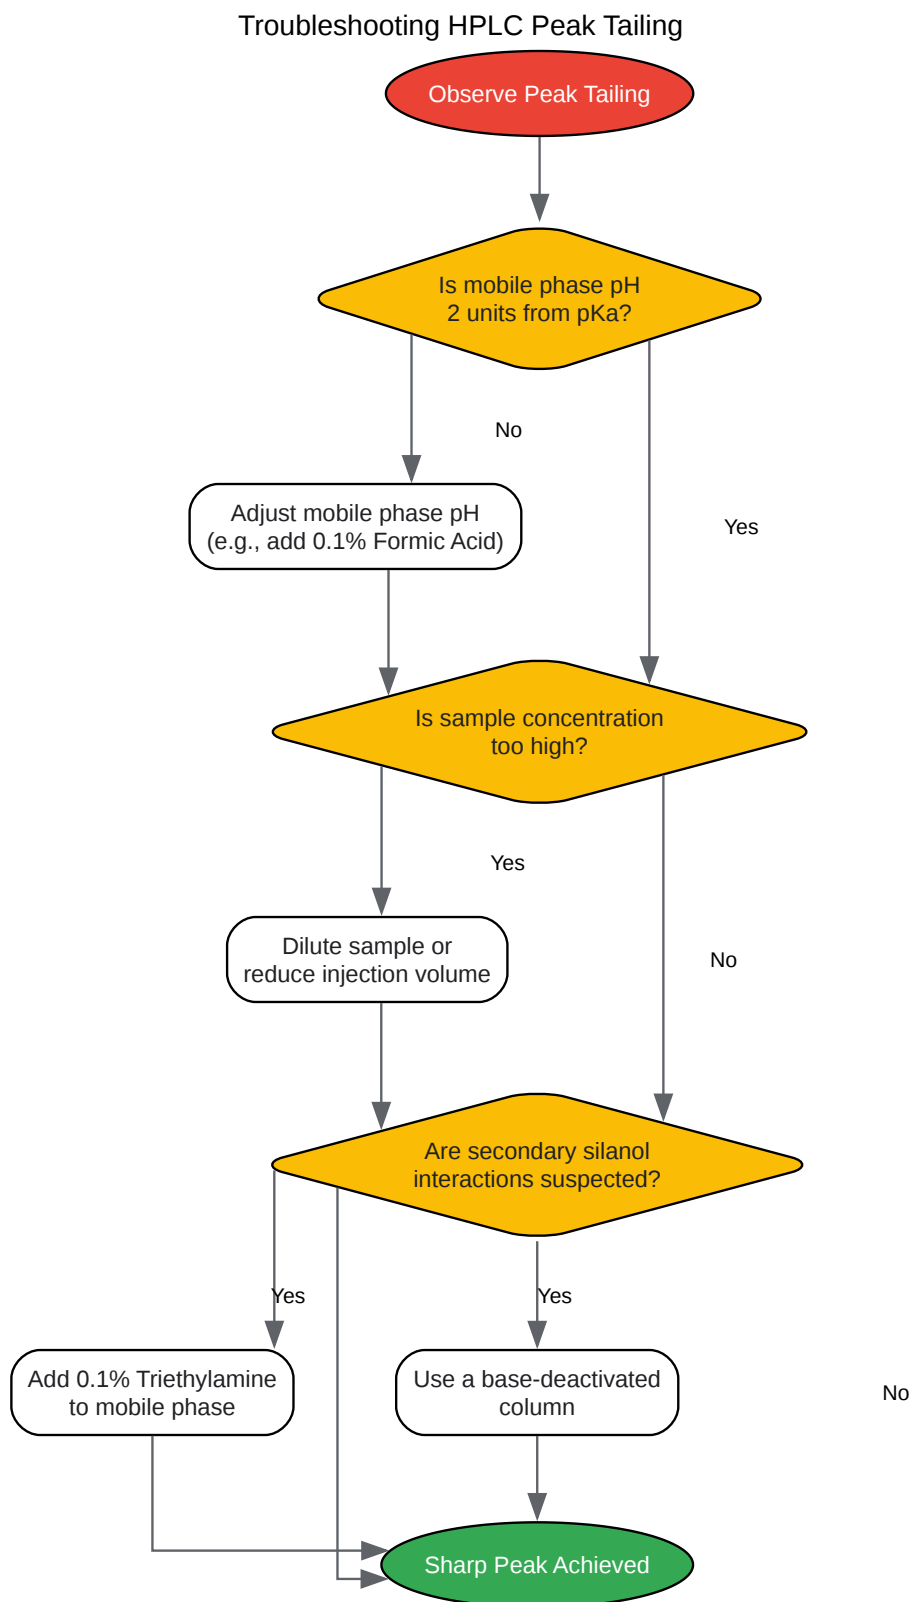 Troubleshooting HPLC Peak Tailing
Observe Peak Tailing
Is mobile phase pH
2 units from pKa?
No
Adjust mobile phase pH
(e.g., add 0.1% Formic Acid)
Yes
Is sample concentration
too high?
Yes
Dilute sample or
reduce injection volume
No
Are secondary silanol
interactions suspected?
Yes
Yes
Add 0.1% Triethylamine
to mobile phase
Use a base-deactivated
column
No
Sharp Peak Achieved